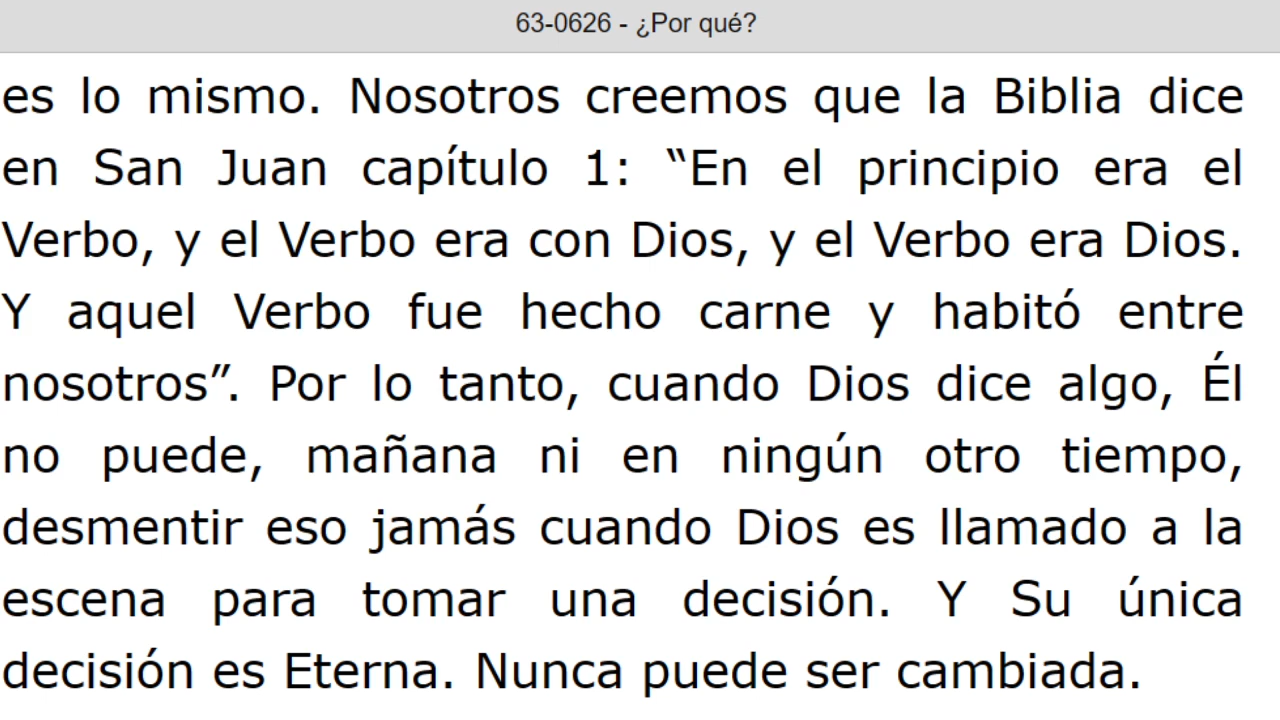 63-0626 - ¿Por qué?
es lo mismo. Nosotros creemos que la Biblia dice
en San Juan capítulo 1: “En el principio era el
Verbo, y el Verbo era con Dios, y el Verbo era Dios.
Y aquel Verbo fue hecho carne y habitó entre
nosotros”. Por lo tanto, cuando Dios dice algo, Él
no puede, mañana ni en ningún otro tiempo,
desmentir eso jamás cuando Dios es llamado a la
escena para tomar una decisión. Y Su única
decisión es Eterna. Nunca puede ser cambiada.